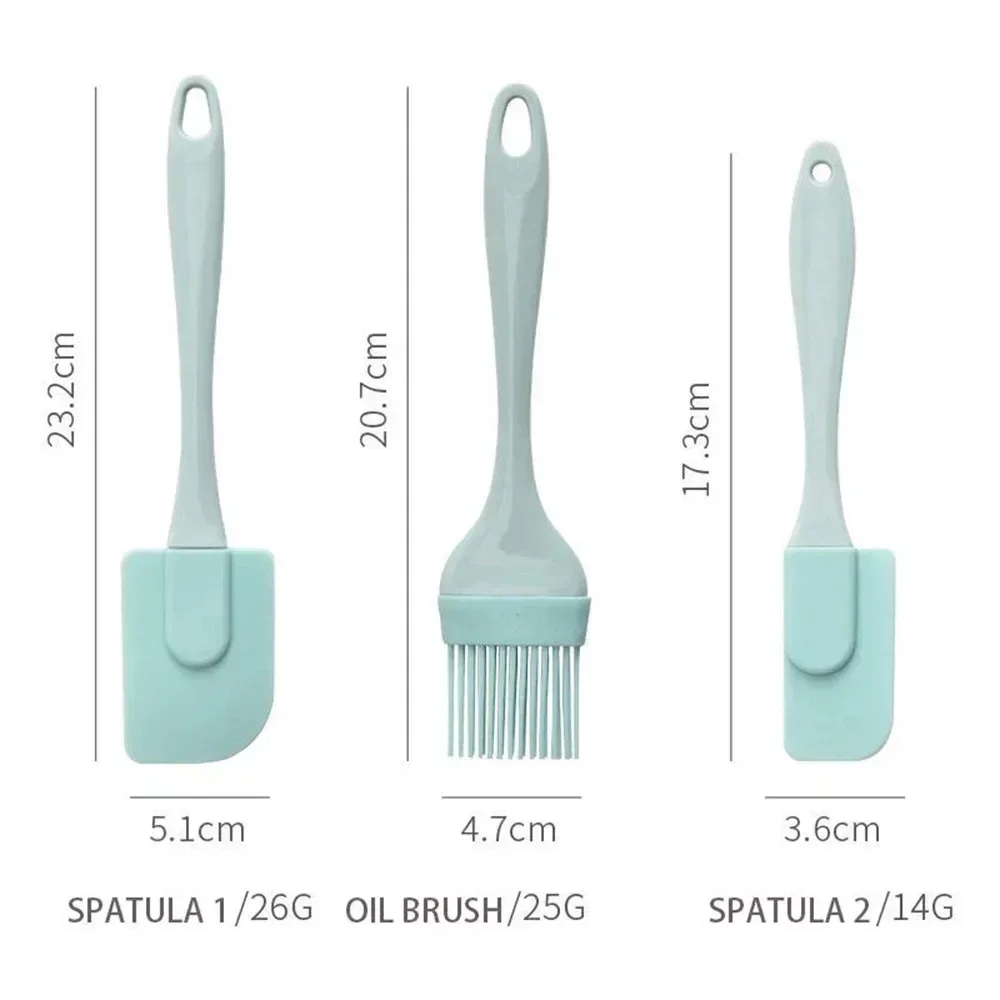 23.2cm
20.7cm
17.3cm
5.1cm
4.7cm
3.6cm
SPATULA 1/26G
OIL BRUSH/25G
SPATULA 2/14G